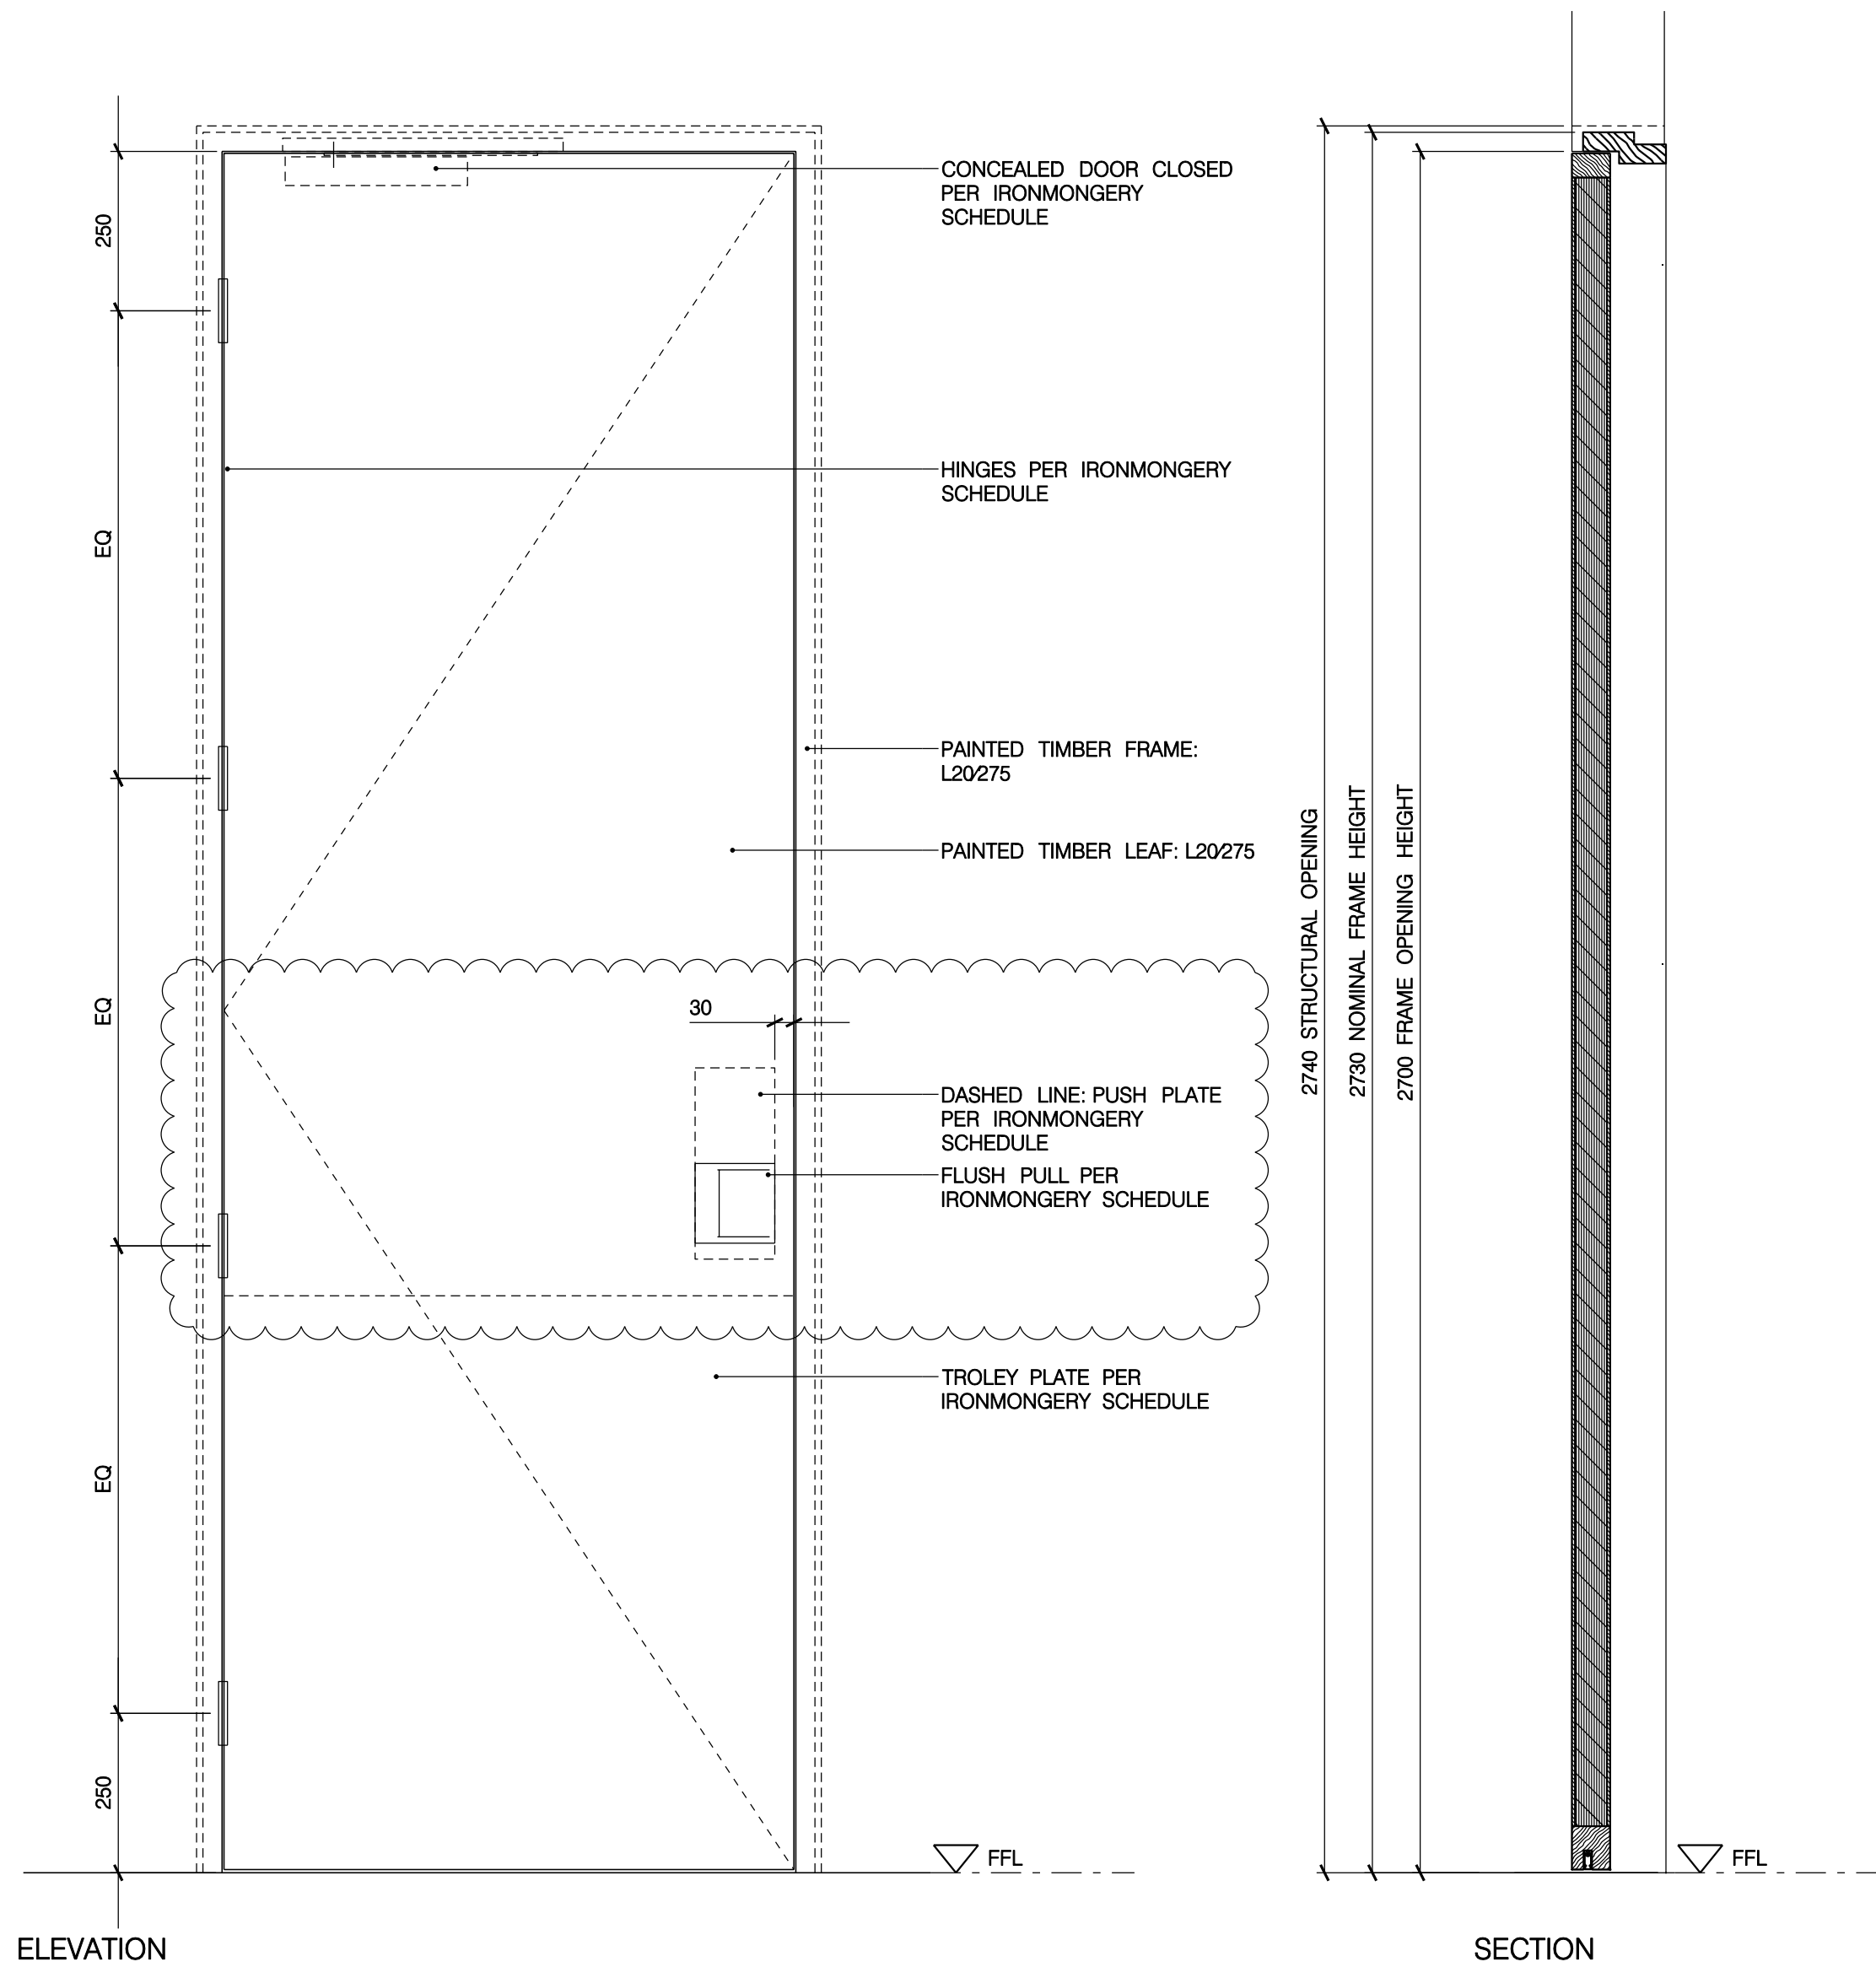 250
EQ
EQ
EQ
250
CONCEALED DOOR CLOSED
PER IRONMONGERY
SCHEDULE
HINGES PER IRONMONGERY
SCHEDULE
PAINTED TIMBER FRAME:
L20/275
PAINTED TIMBER LEAF: L20/275
30
DASHED LINE: PUSH PLATE
PER IRONMONGERY
SCHEDULE
FLUSH PULL PER
IRONMONGERY SCHEDULE
TROLEY PLATE PER
IRONMONGERY SCHEDULE
FFL
ELEVATION
2740 STRUCTURAL OPENING
2730 NOMINAL FRAME HEIGHT
2700 FRAME OPENING HEIGHT
FFL
SECTION